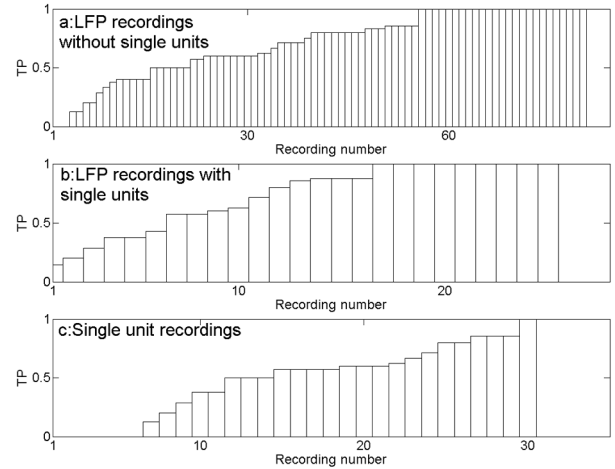 a:LFP recordings
without single units
1
0.5
0
TP
1 30 60
Recording number
b:LFP recordings with
single units
1
0.5
0
TP
1 10 20
Recording number
c:Single unit recordings
1
0.5
0
TP
1 10 20 30
Recording number